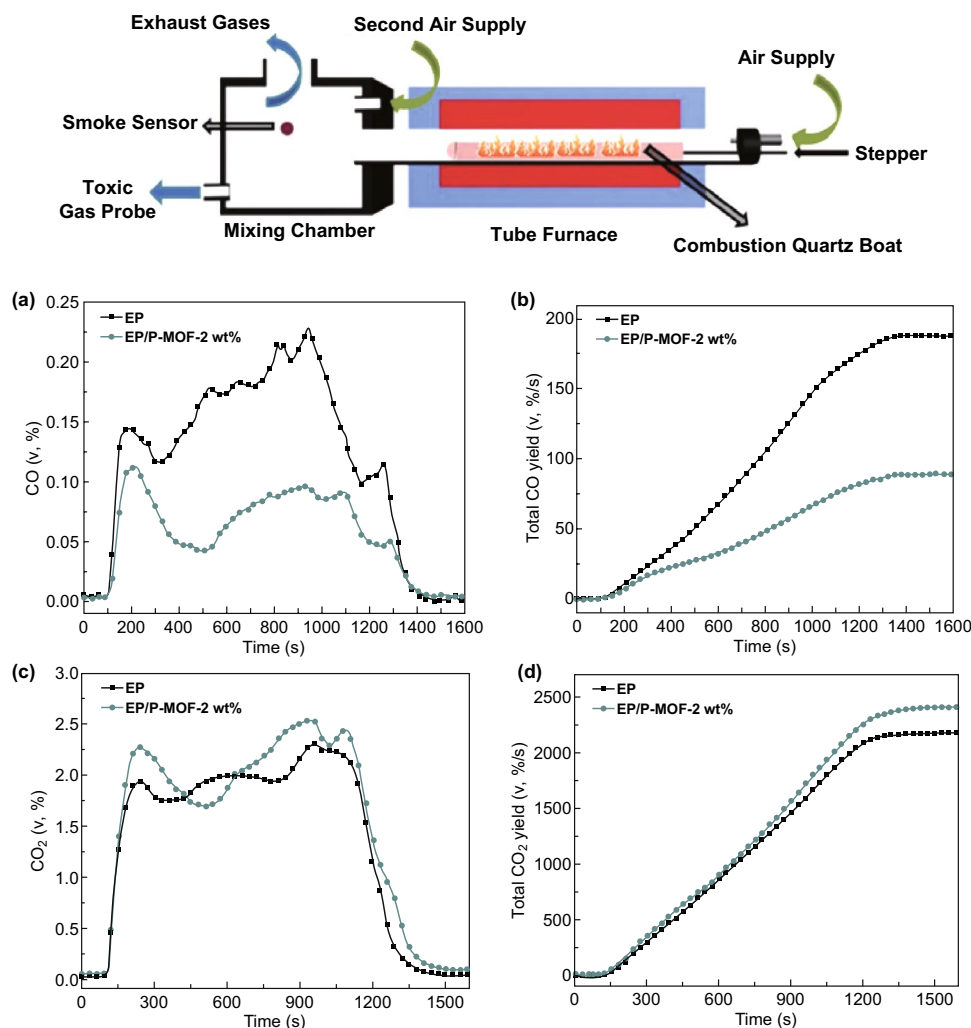 Exhaust Gases
Second Air Supply
Air Supply
Smoke Sensor
Stepper
Toxic
Gas Probe
Mixing Chamber
Tube Furnace
Combustion Quartz Boat
(a)
EP
EP/P-MOF-2 wt%
CO (v, %)
0.25
0.20
0.15
0.10
0.05
0.00
0 200 400 600 800 1000 1200 1400 1600
Time (s)
(b)
EP
EP/P-MOF-2 wt%
Total CO yield (v, %/s)
200
150
100
50
0
0 200 400 600 800 1000 1200 1400 1600
Time (s)
(c)
EP
EP/P-MOF-2 wt%
CO₂ (v, %)
3.0
2.5
2.0
1.5
1.0
0.5
0.0
0 300 600 900 1200 1500
Time (s)
(d)
EP
EP/P-MOF-2 wt%
Total CO₂ yield (v, %/s)
2500
2000
1500
1000
500
0
0 300 600 900 1200 1500
Time (s)